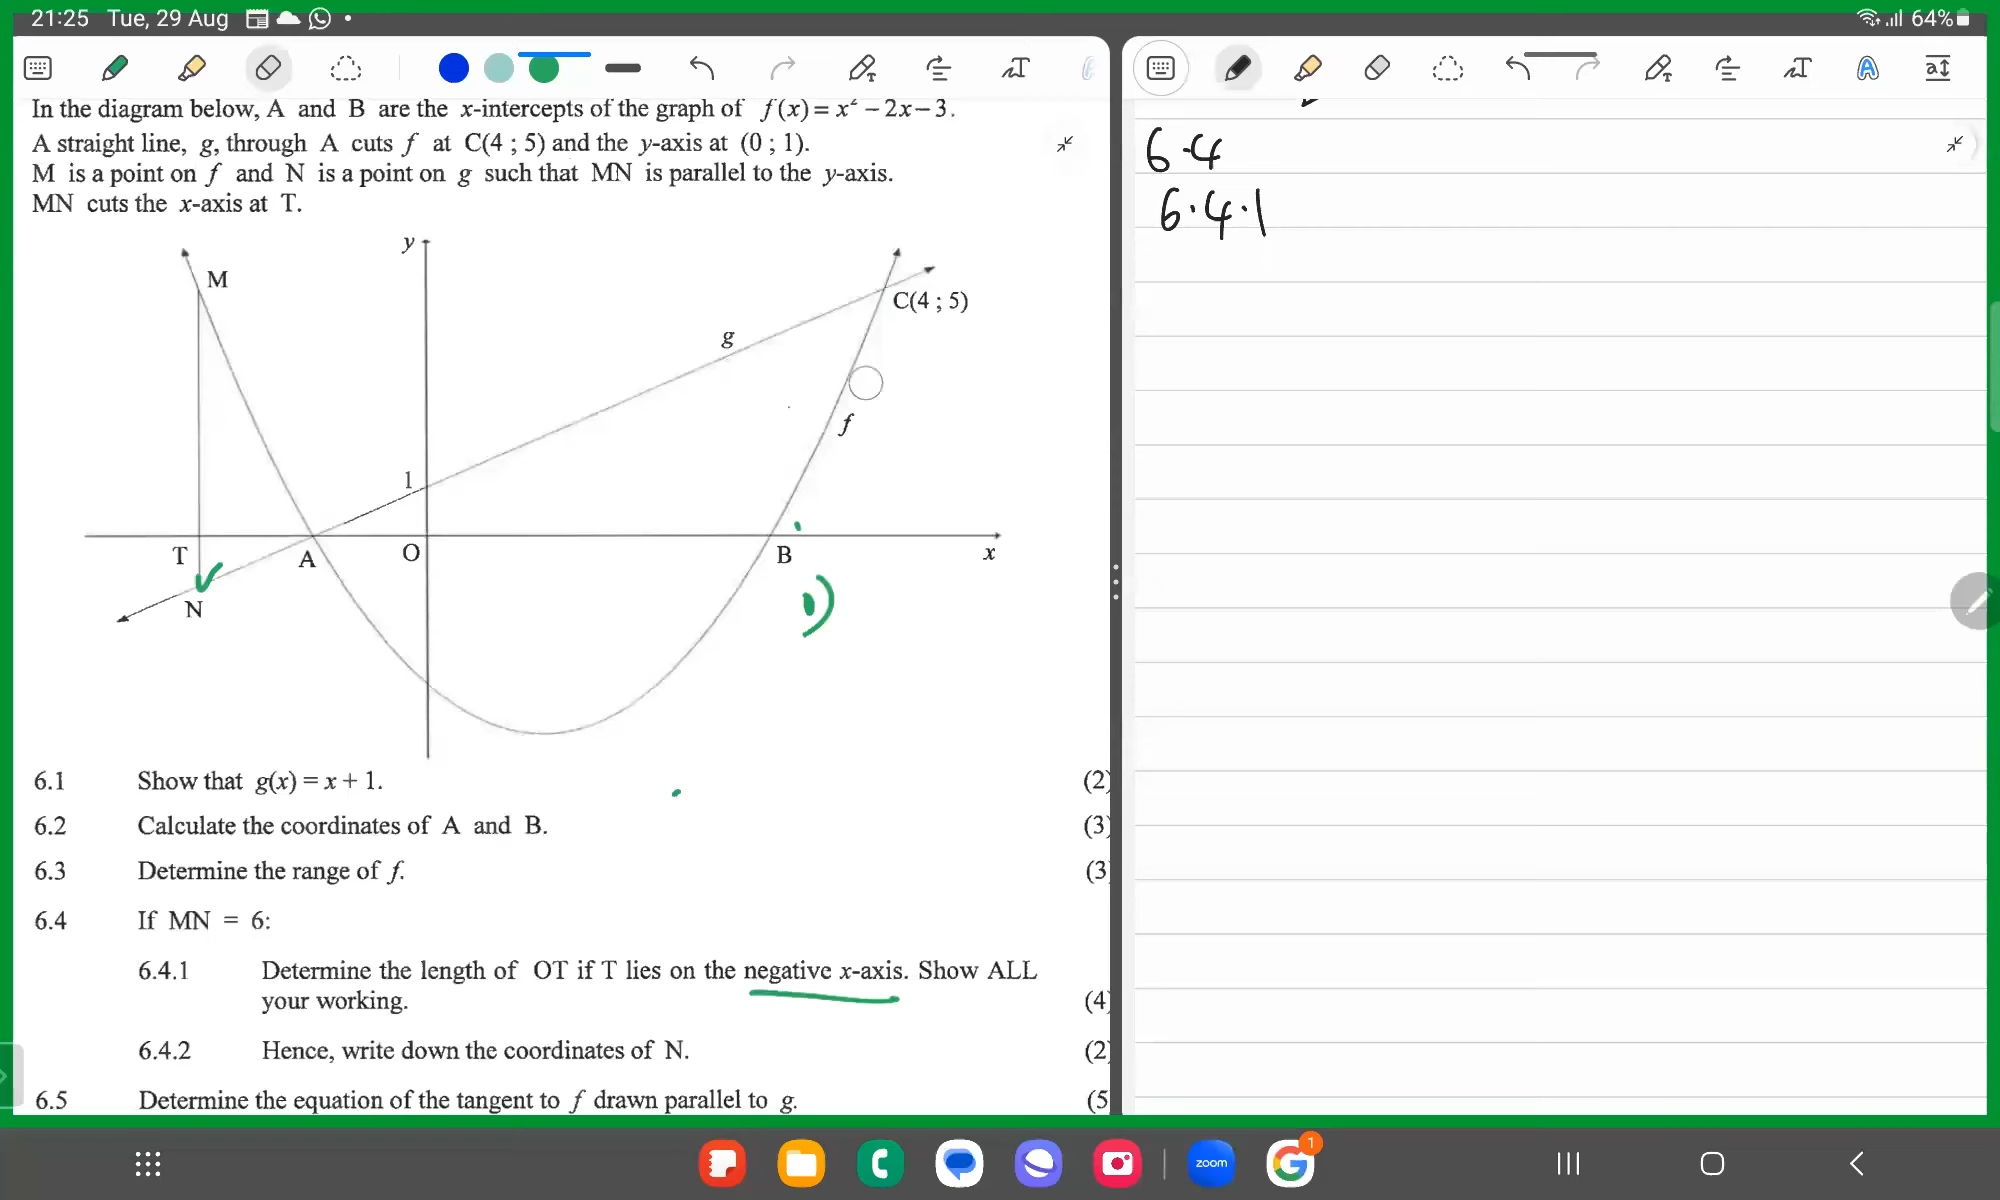 21:25 Tue, 29 Aug
64%
In the diagram below, A and B are the x-intercepts of the graph of f(x) = x² – 2x – 3.
A straight line, g, through A cuts f at C(4 ; 5) and the y-axis at (0 ; 1).
M is a point on f and N is a point on g such that MN is parallel to the y-axis.
MN cuts the x-axis at T.
y
M
C(4 ; 5)
g
f
1
T
A
O
B
x
N
6.1 Show that g(x) = x + 1. (2)
6.2 Calculate the coordinates of A and B. (3)
6.3 Determine the range of f. (3)
6.4 If MN = 6:
6.4.1 Determine the length of OT if T lies on the negative x-axis. Show ALL
your working. (4)
6.4.2 Hence, write down the coordinates of N. (2)
6.5 Determine the equation of the tangent to f drawn parallel to g. (5
6.4
6.4.1
zoom
1